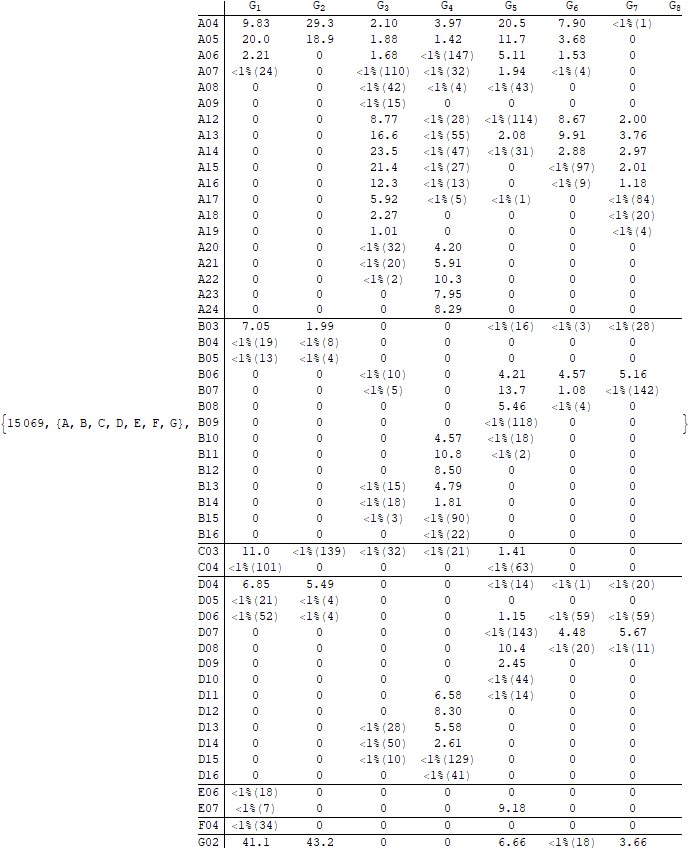 G1 G2 G3 G4 G5 G6 G7 G8
A04 9.83 29.3 2.10 3.97 20.5 7.90 <1%(1)
A05 20.0 18.9 1.88 1.42 11.7 3.68 0
A06 2.21 0 1.68 <1%(147) 5.11 1.53 0
A07 <1%(24) 0 <1%(110) <1%(32) 1.94 <1%(4) 0
A08 0 0 <1%(42) <1%(4) <1%(43) 0 0
A09 0 0 <1%(15) 0 0 0 0
A12 0 0 8.77 <1%(28) <1%(114) 8.67 2.00
A13 0 0 16.6 <1%(55) 2.08 9.91 3.76
A14 0 0 23.5 <1%(47) <1%(31) 2.88 2.97
A15 0 0 21.4 <1%(27) 0 <1%(97) 2.01
A16 0 0 12.3 <1%(13) 0 <1%(9) 1.18
A17 0 0 5.92 <1%(5) <1%(1) 0 <1%(84)
A18 0 0 2.27 0 0 0 <1%(20)
A19 0 0 1.01 0 0 0 <1%(4)
A20 0 0 <1%(32) 4.20 0 0 0
A21 0 0 <1%(20) 5.91 0 0 0
A22 0 0 <1%(2) 10.3 0 0 0
A23 0 0 0 7.95 0 0 0
A24 0 0 0 8.29 0 0 0
B03 7.05 1.99 0 0 <1%(16) <1%(3) <1%(28)
B04 <1%(19) <1%(8) 0 0 0 0 0
B05 <1%(13) <1%(4) 0 0 0 0 0
B06 0 0 <1%(10) 0 4.21 4.57 5.16
B07 0 0 <1%(5) 0 13.7 1.08 <1%(142)
B08 0 0 0 0 5.46 <1%(4) 0
{15069, {A, B, C, D, E, F, G}, B09 0 0 0 0 <1%(118) 0 0 }
B10 0 0 0 4.57 <1%(18) 0 0
B11 0 0 0 10.8 <1%(2) 0 0
B12 0 0 0 8.50 0 0 0
B13 0 0 <1%(15) 4.79 0 0 0
B14 0 0 <1%(18) 1.81 0 0 0
B15 0 0 <1%(3) <1%(90) 0 0 0
B16 0 0 0 <1%(22) 0 0 0
C03 11.0 <1%(139) <1%(32) <1%(21) 1.41 0 0
C04 <1%(101) 0 0 0 <1%(63) 0 0
D04 6.85 5.49 0 0 <1%(14) <1%(1) <1%(20)
D05 <1%(21) <1%(4) 0 0 0 0 0
D06 <1%(52) <1%(4) 0 0 1.15 <1%(59) <1%(59)
D07 0 0 0 0 <1%(143) 4.48 5.67
D08 0 0 0 0 10.4 <1%(20) <1%(11)
D09 0 0 0 0 2.45 0 0
D10 0 0 0 0 <1%(44) 0 0
D11 0 0 0 6.58 <1%(14) 0 0
D12 0 0 0 8.30 0 0 0
D13 0 0 <1%(28) 5.58 0 0 0
D14 0 0 <1%(50) 2.61 0 0 0
D15 0 0 <1%(10) <1%(129) 0 0 0
D16 0 0 0 <1%(41) 0 0 0
E06 <1%(18) 0 0 0 0 0 0
E07 <1%(7) 0 0 0 9.18 0 0
F04 <1%(34) 0 0 0 0 0 0
G02 41.1 43.2 0 0 6.66 <1%(18) 3.66